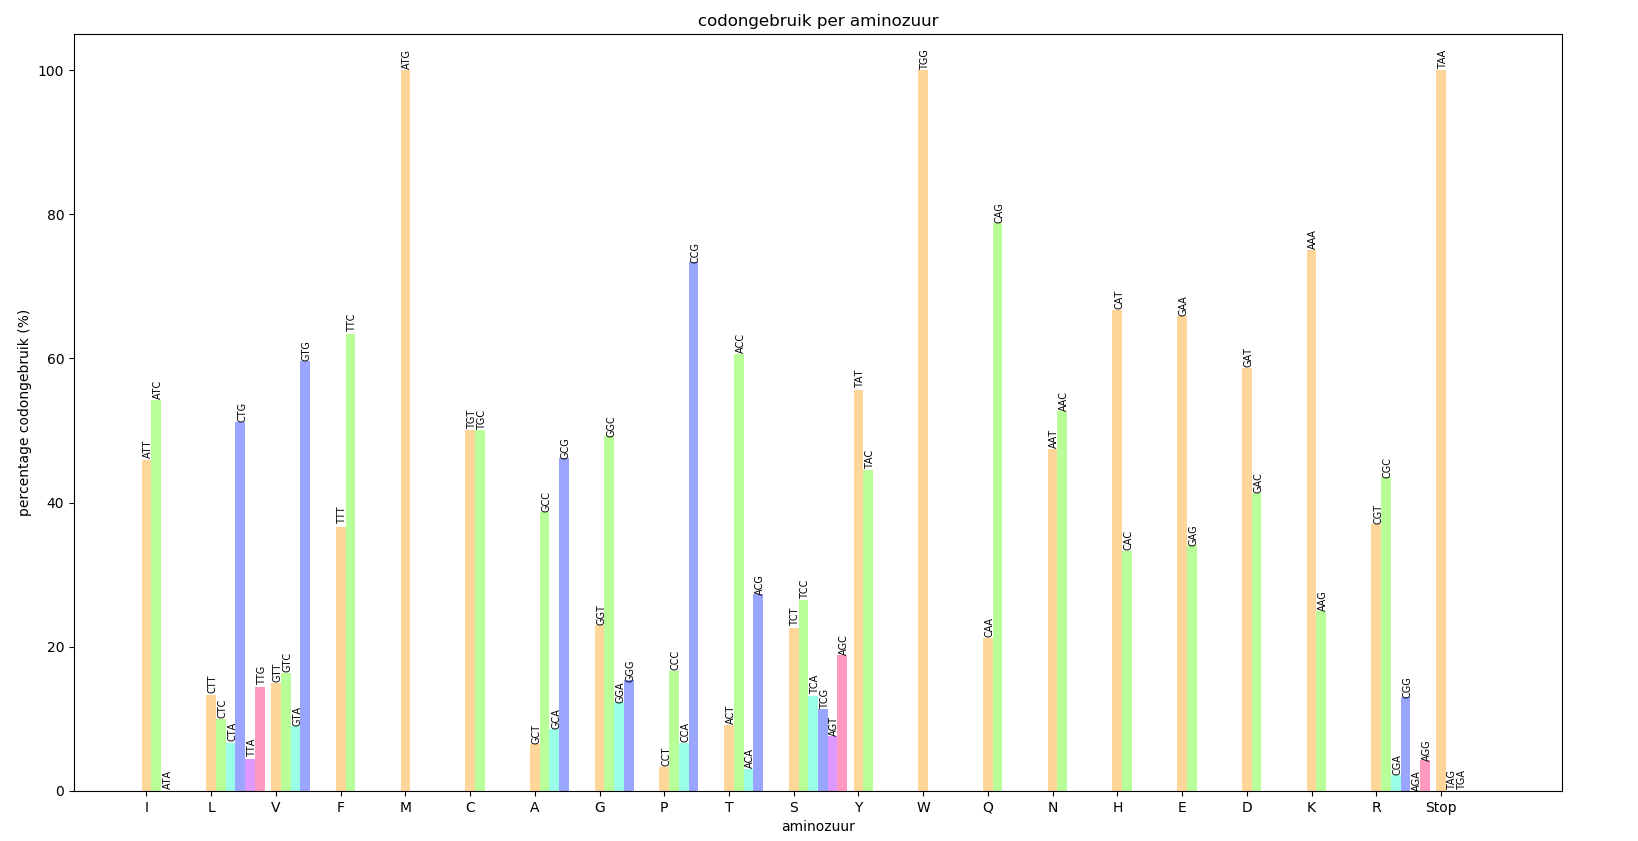 codongebruik per aminozuur
percentage codongebruik (%)
100
80
60
40
20
0
ATT
ATC
ATA
CTT
CTC
CTA
CTG
TTA
TTG
GTT
GTC
GTA
GTG
TTT
TTC
ATG
TGT
TGC
GCT
GCC
GCA
GCG
GGT
GGC
GGA
GGG
CCT
CCC
CCA
CCG
ACT
ACC
ACA
ACG
TCT
TCC
TCA
TCG
AGT
AGC
TAT
TAC
TGG
CAA
CAG
AAT
AAC
CAT
CAC
GAA
GAG
GAT
GAC
AAA
AAG
CGT
CGC
CGA
CGG
AGA
AGG
TAA
TAG
TGA
I L V F M C A G P T S Y W Q N H E D K R Stop
aminozuur